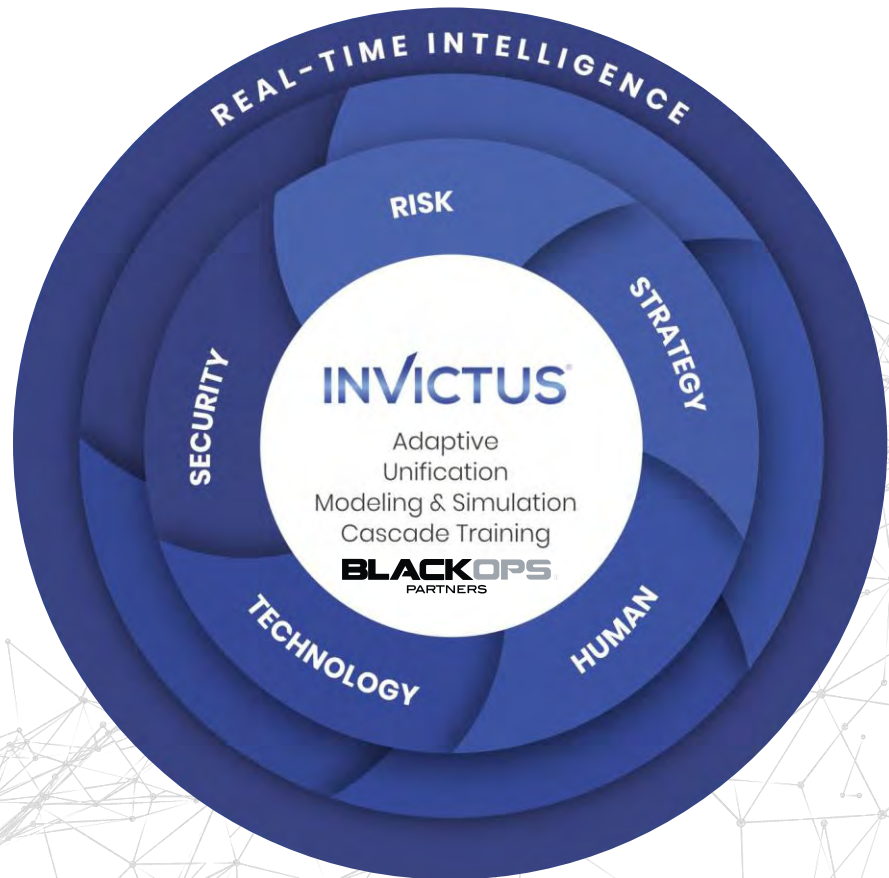 REAL-TIME INTELLIGENCE
RISK
STRATEGY
HUMAN
TECHNOLOGY
SECURITY
INVICTUS®
Adaptive
Unification
Modeling & Simulation
Cascade Training
BLACKOPS
PARTNERS